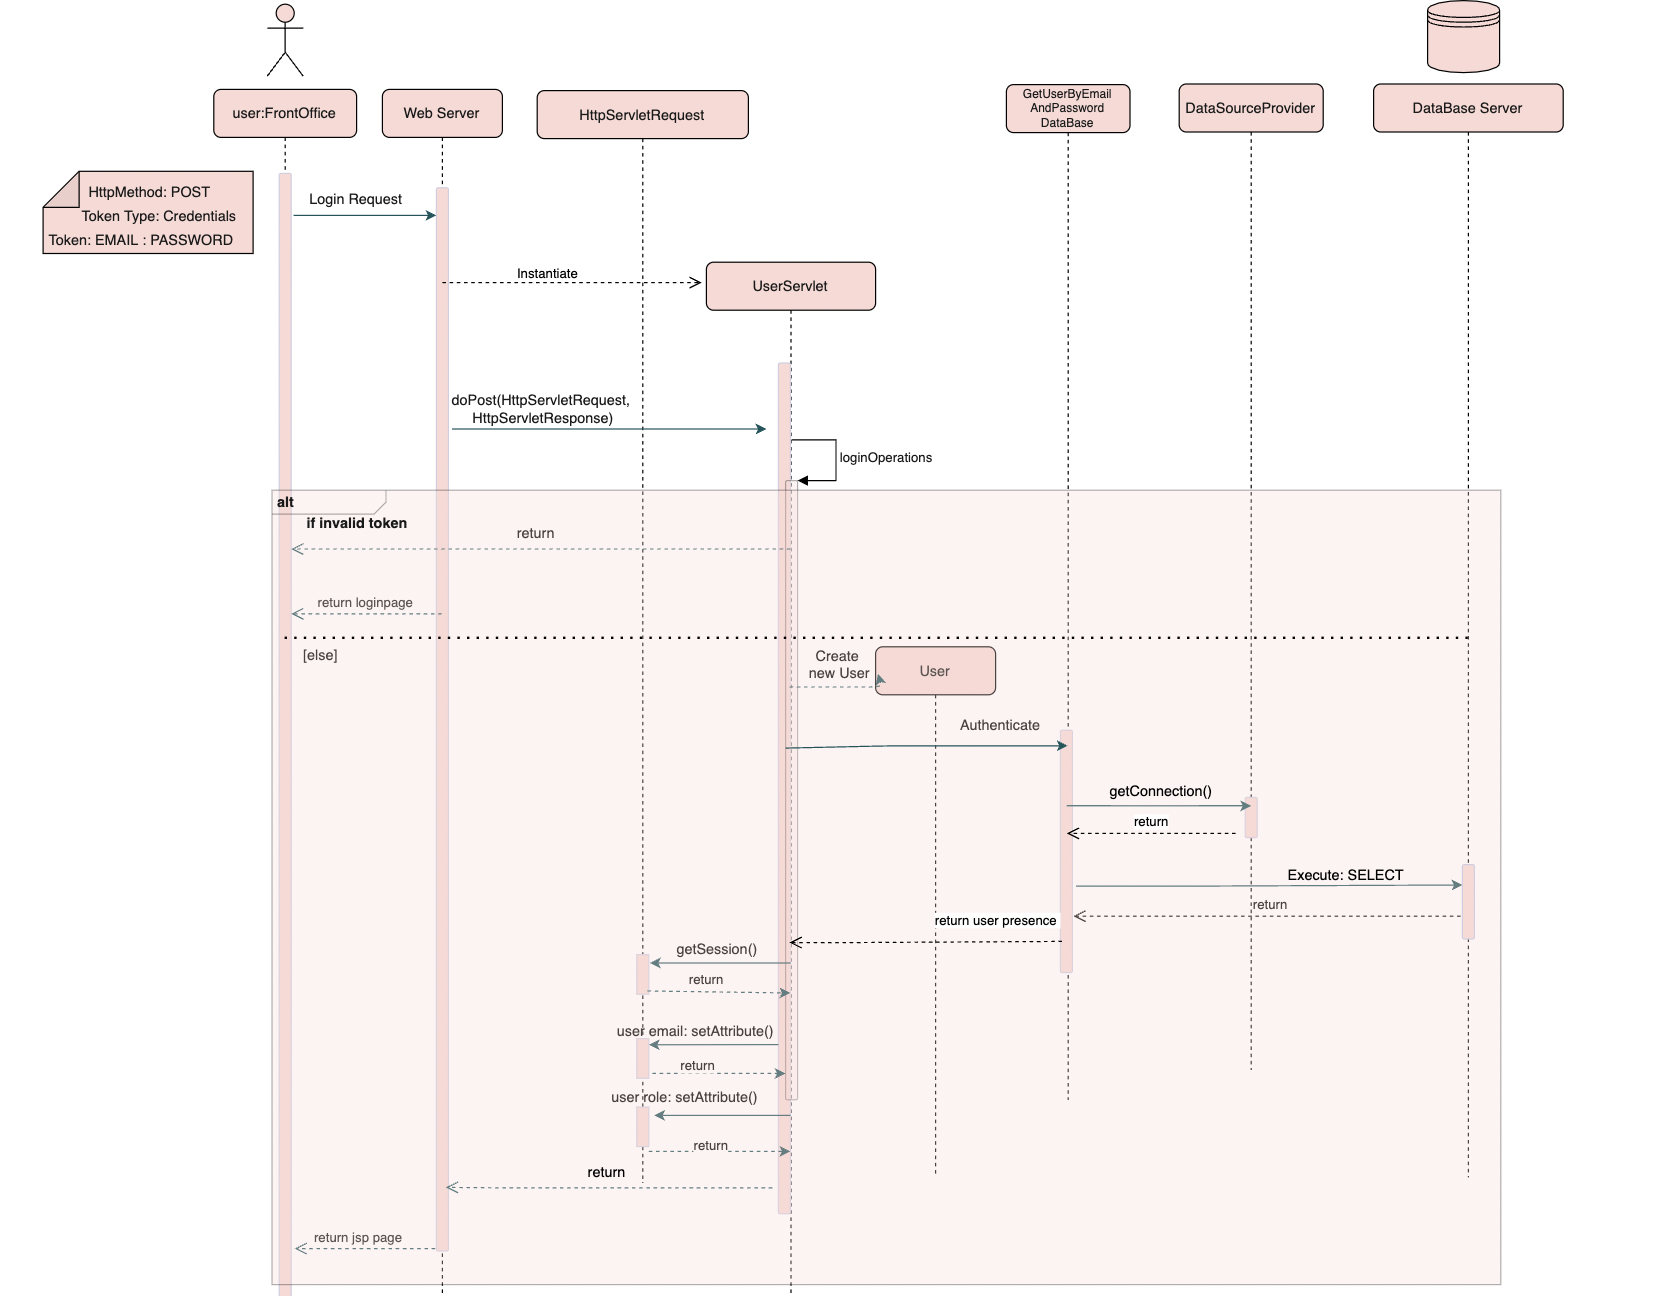 user:FrontOffice
Web Server
HttpServletRequest
GetUserByEmail
AndPassword
DataBase
DataSourceProvider
DataBase Server
HttpMethod: POST
Token Type: Credentials
Token: EMAIL : PASSWORD
Login Request
Instantiate
UserServlet
doPost(HttpServletRequest,
HttpServletResponse)
loginOperations
alt
if invalid token
return
return loginpage
[else]
Create
new User
User
Authenticate
getConnection()
return
Execute: SELECT
return
return user presence
getSession()
return
user email: setAttribute()
return
user role: setAttribute()
return
return
return jsp page